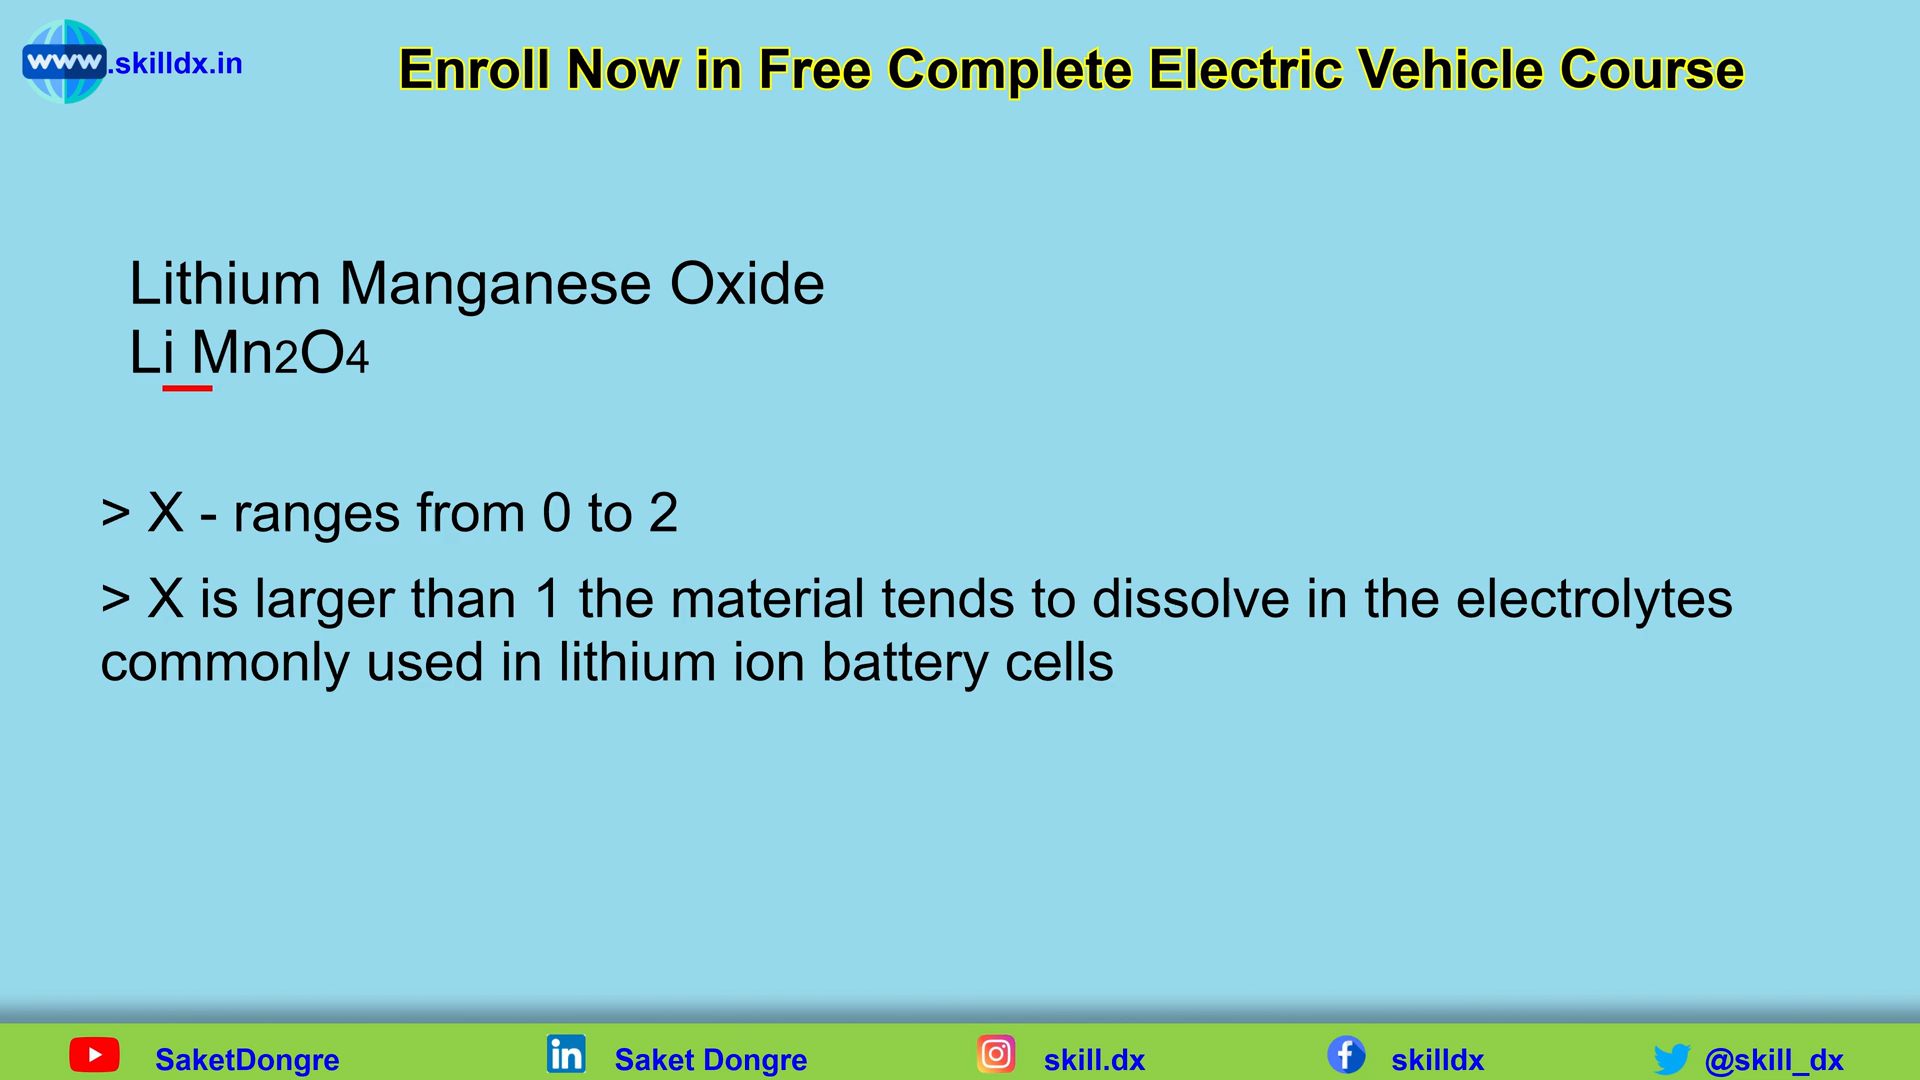 www.skilldx.in
Enroll Now in Free Complete Electric Vehicle Course
Lithium Manganese Oxide
Li Mn2O4
> X - ranges from 0 to 2
> X is larger than 1 the material tends to dissolve in the electrolytes
commonly used in lithium ion battery cells
SaketDongre
in Saket Dongre
skill.dx
skilldx
@skill_dx